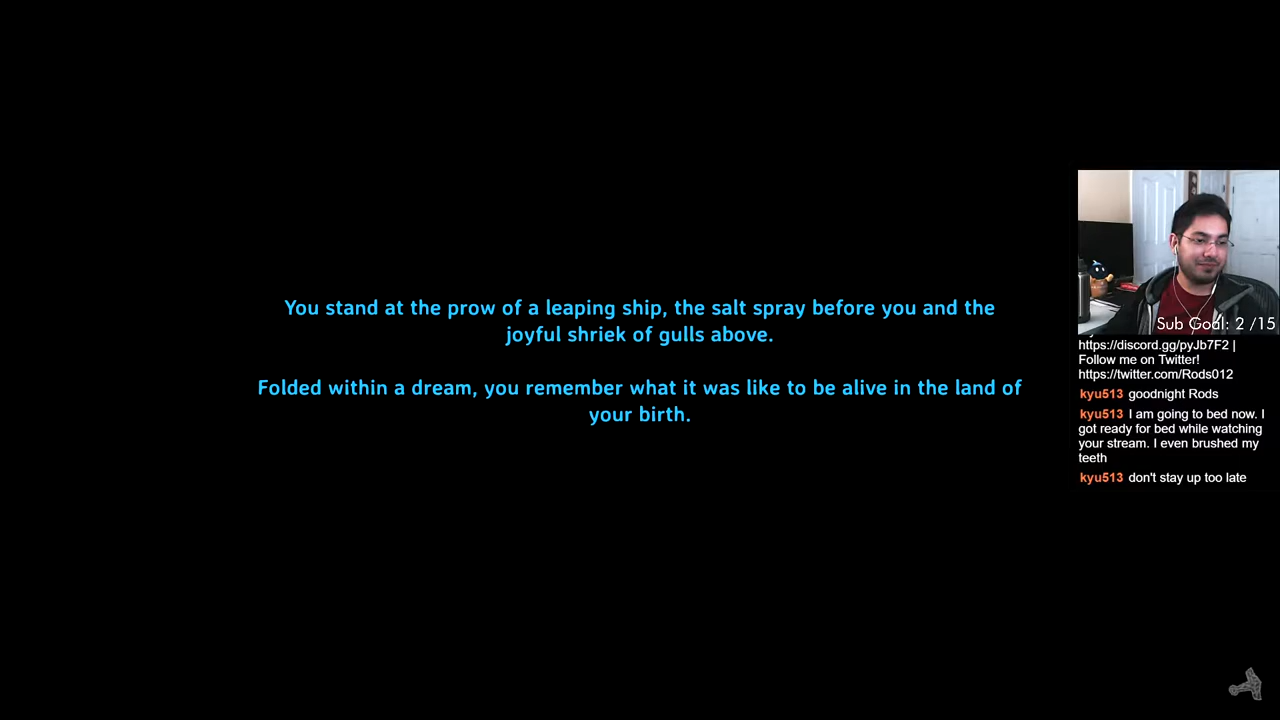 You stand at the prow of a leaping ship, the salt spray before you and the
joyful shriek of gulls above.
Folded within a dream, you remember what it was like to be alive in the land of
your birth.
Sub Goal: 2 /15
https://discord.gg/pyJb7F2 |
Follow me on Twitter!
https://twitter.com/Rods012
kyu513 goodnight Rods
kyu513 I am going to bed now. I
got ready for bed while watching
your stream. I even brushed my
teeth
kyu513 don't stay up too late